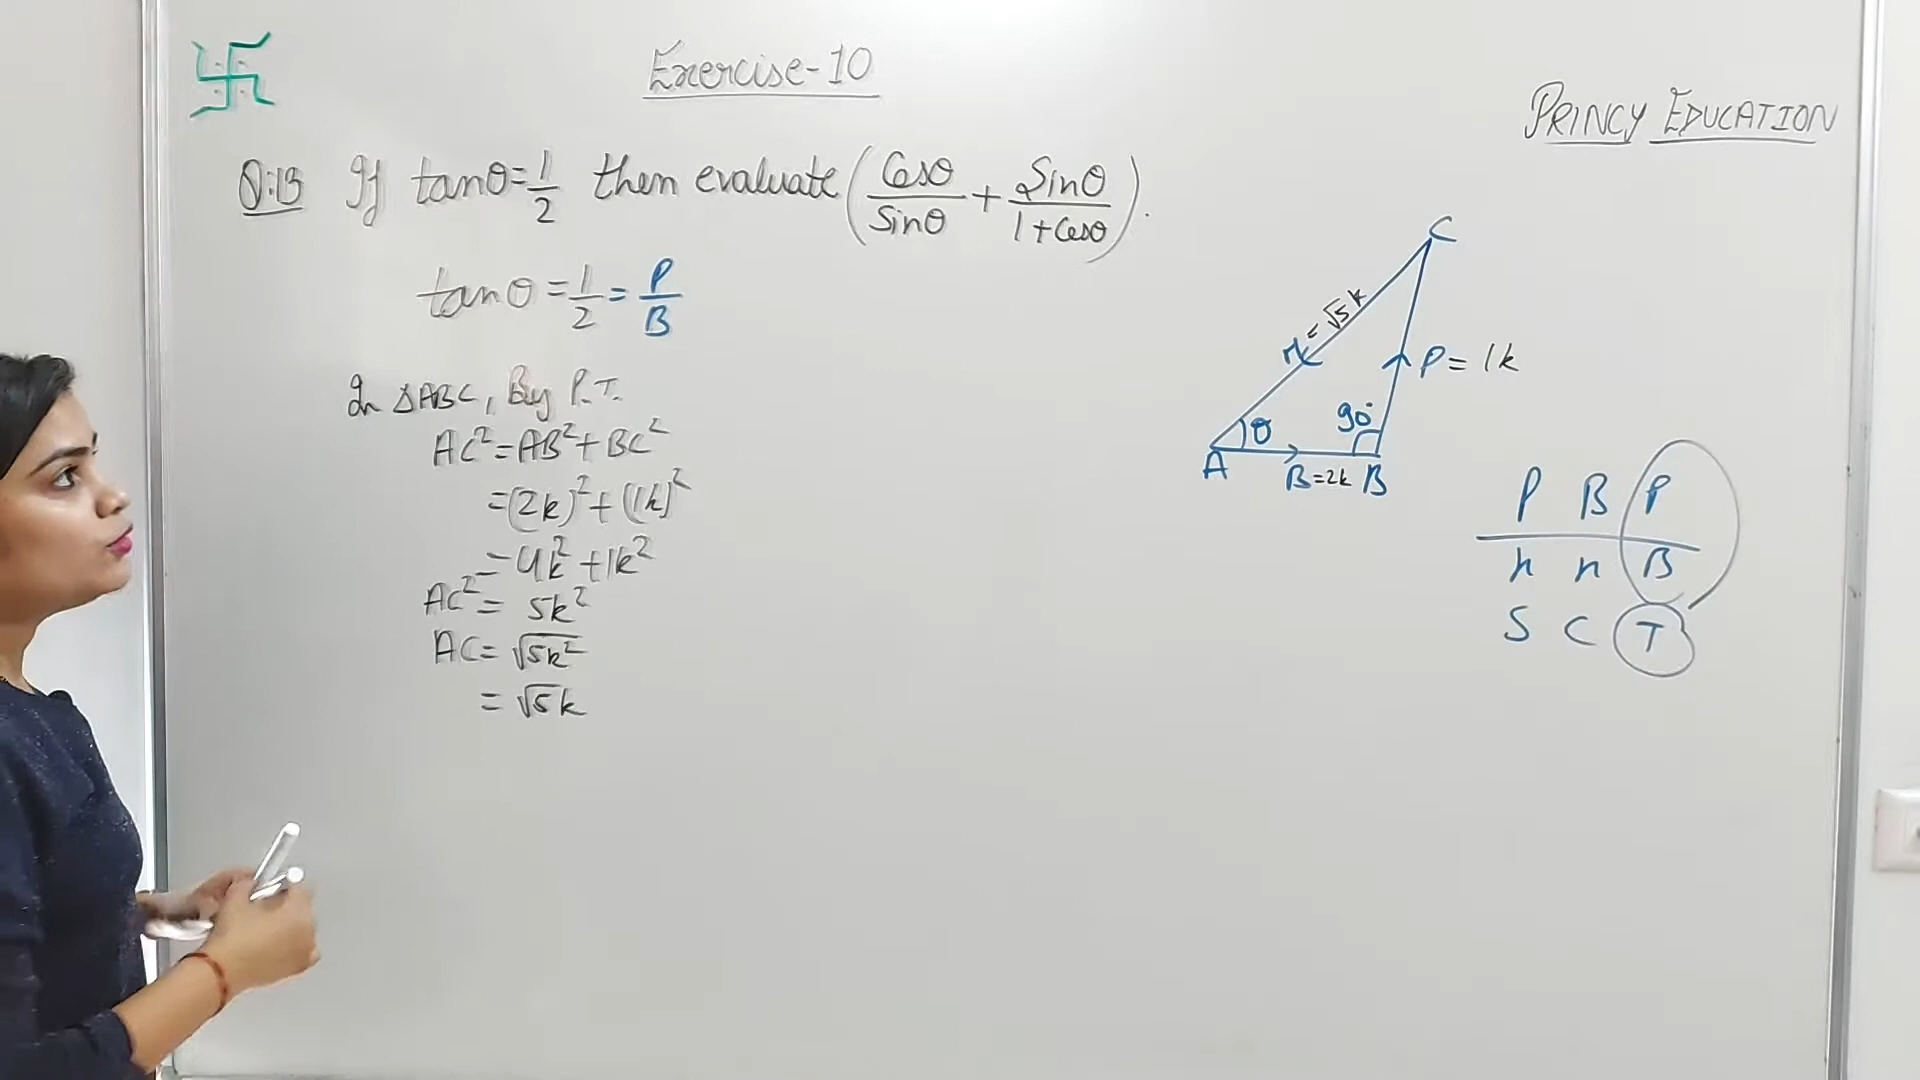 Exercise-10
PRINCY EDUCATION
Q:13 If tanθ=1/2 then evaluate (Cosθ/Sinθ + Sinθ/1+Cosθ).
tanθ=1/2=P/B
In △ABC, By P.T.
AC²=AB²+BC²
=(2k)²+(1k)²
=4k²+1k²
AC²= 5k²
AC=√5k²
=√5k
C
=√5k
P= 1k
90°
θ
A
B=2k B
P B P
h h B
S C T